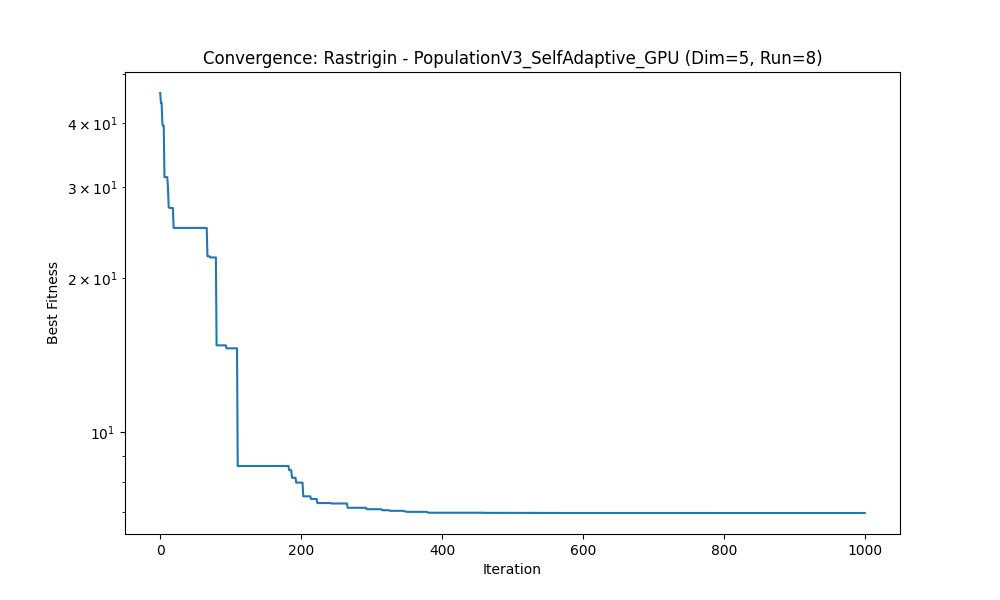 Convergence: Rastrigin - PopulationV3_SelfAdaptive_GPU (Dim=5, Run=8)
4 × 10¹
3 × 10¹
2 × 10¹
10¹
Best Fitness
0 200 400 600 800 1000
Iteration